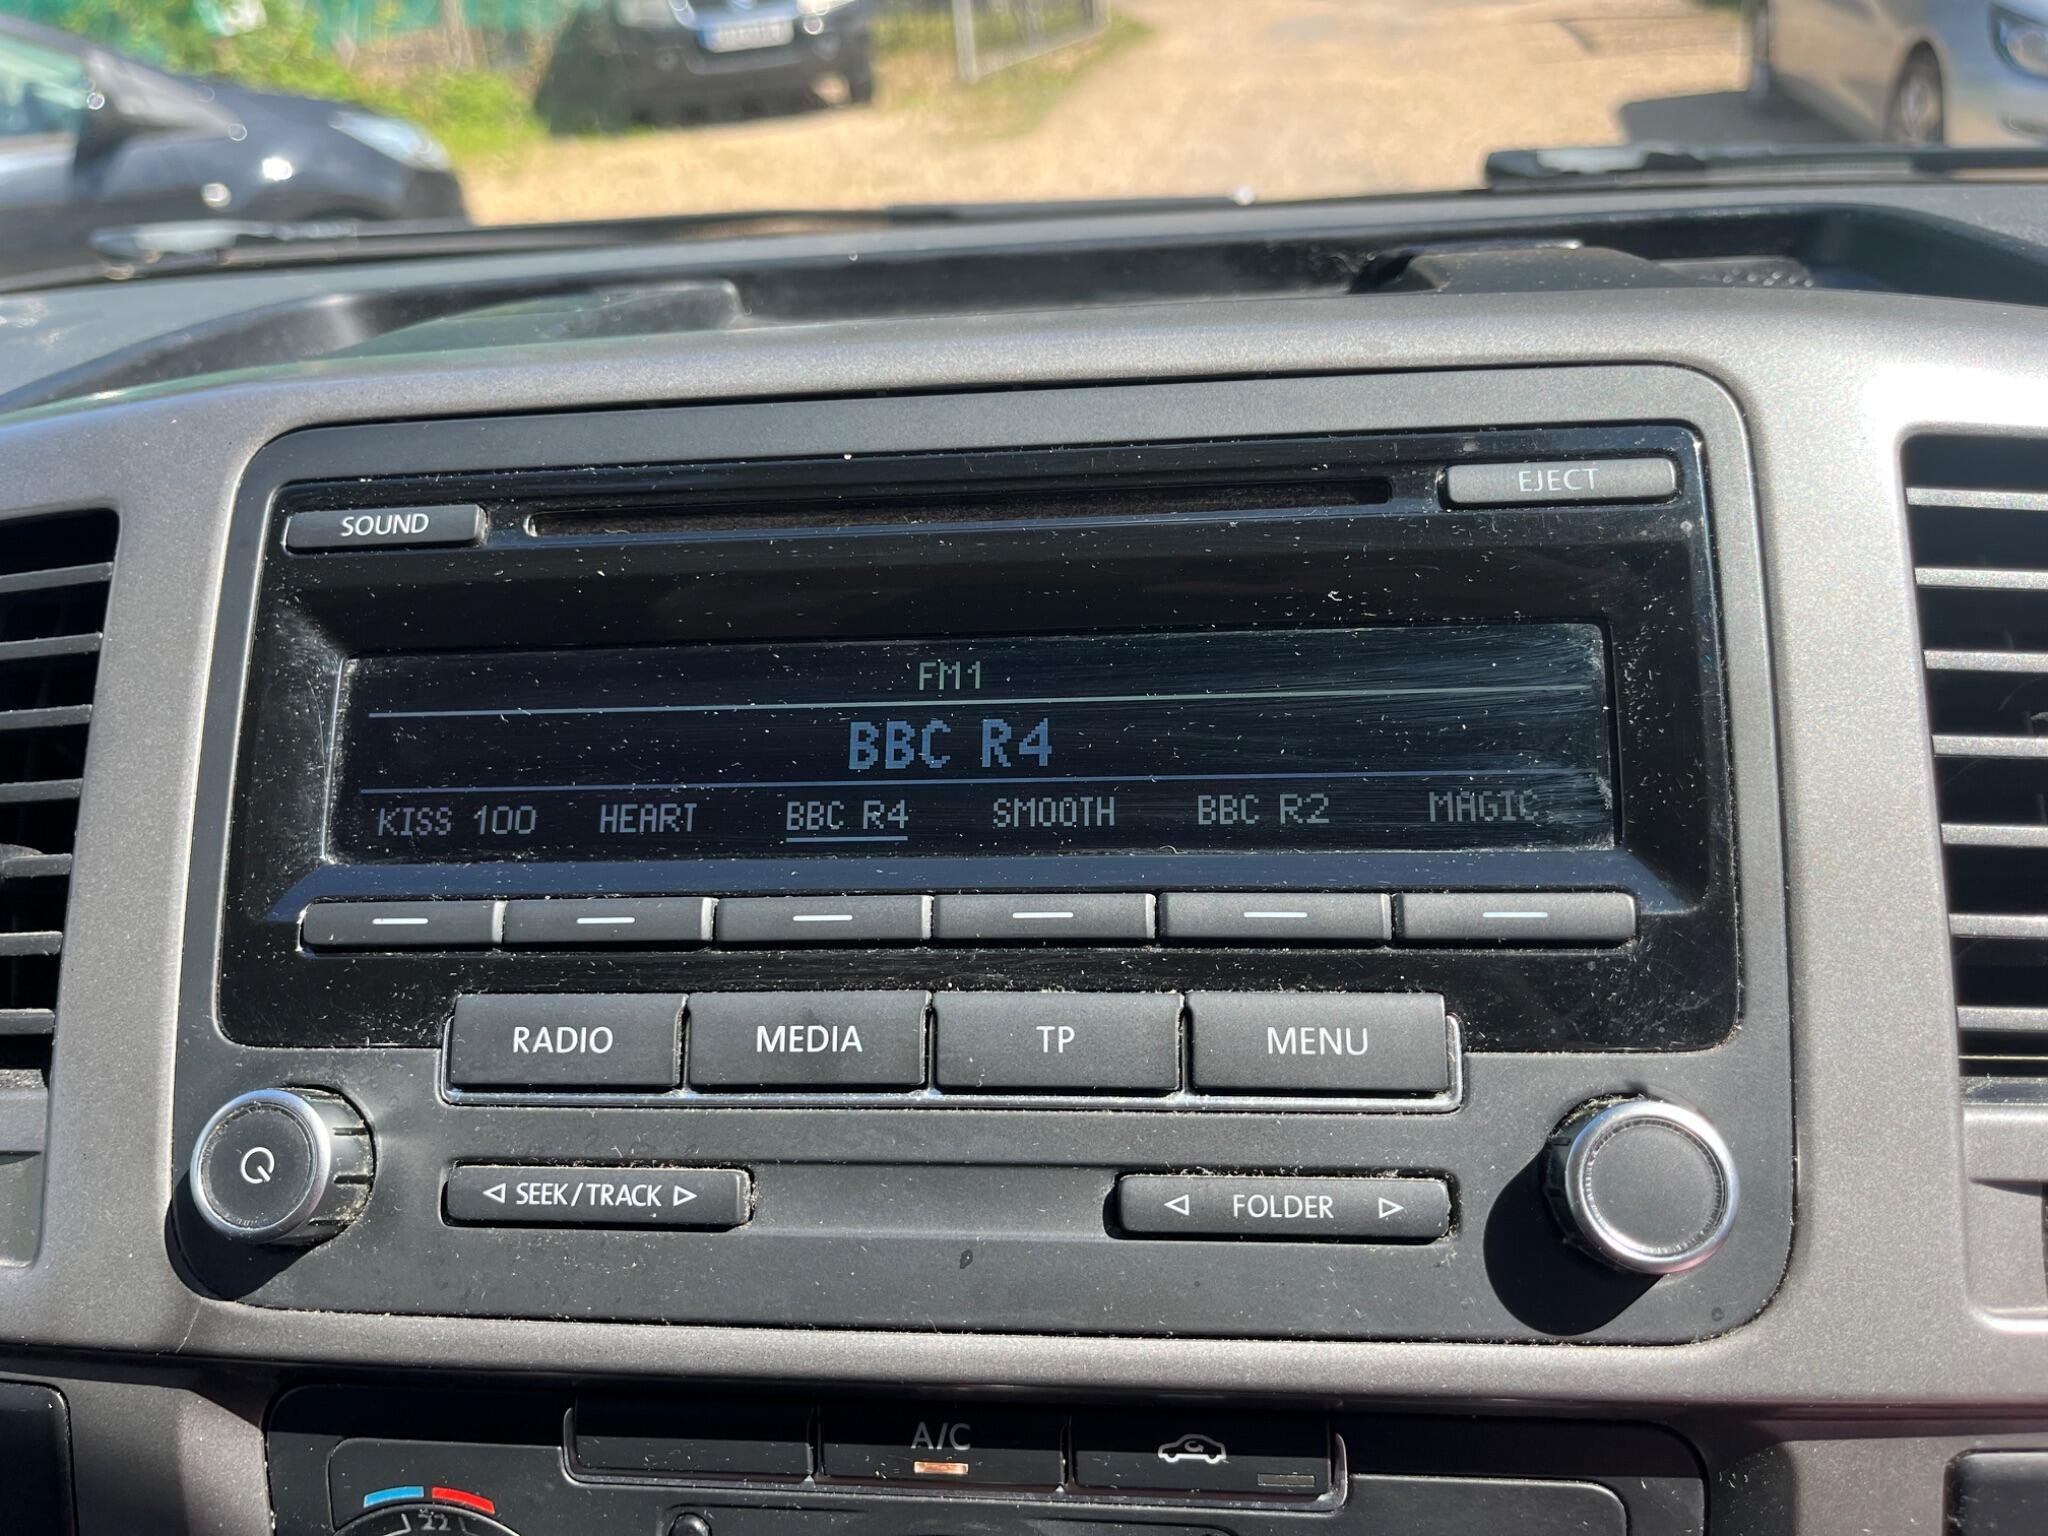 SOUND EJECT
FM1
BBC R4
KISS 100 HEART BBC R4 SMOOTH BBC R2 MAGIC
RADIO MEDIA TP MENU
SEEK/TRACK FOLDER
A/C
22